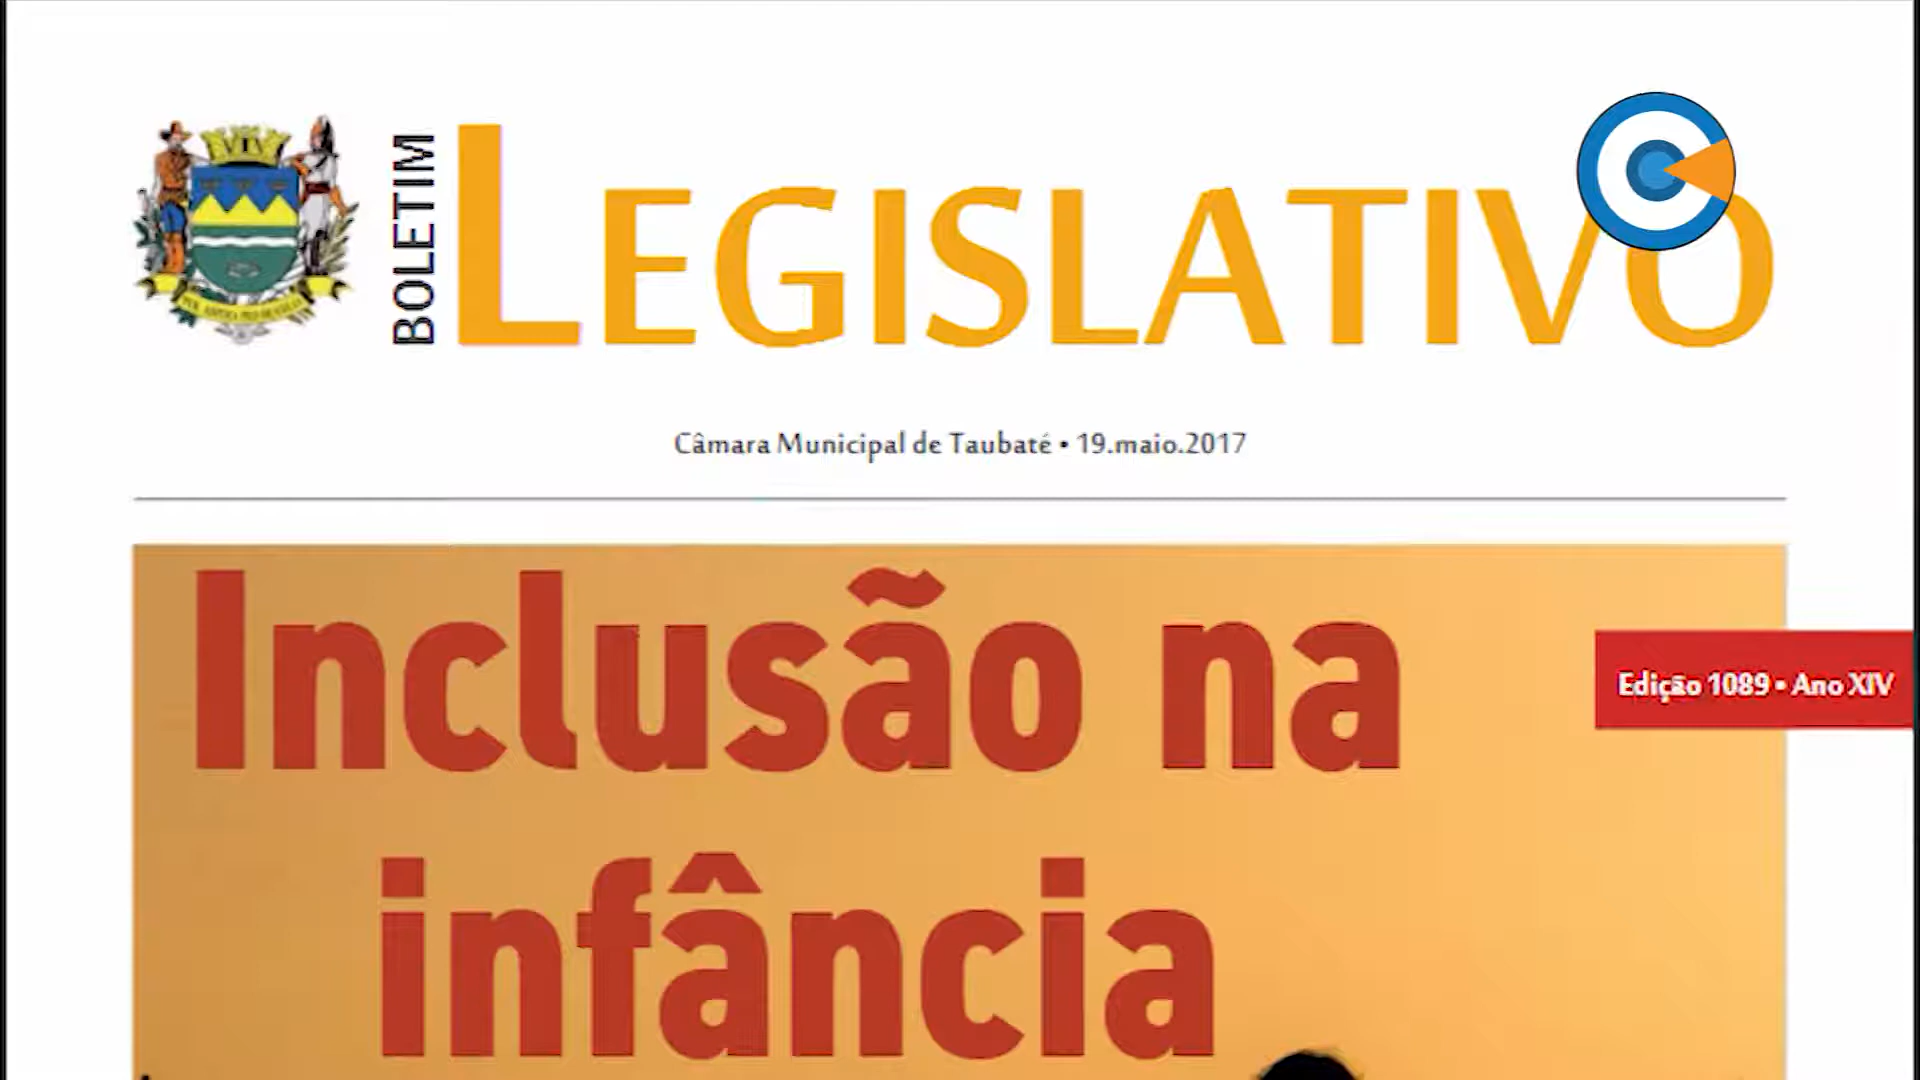 BOLETIM
LEGISLATIVO
Câmara Municipal de Taubaté • 19.maio.2017
Inclusão na
Edição 1089 • Ano XIV
infância